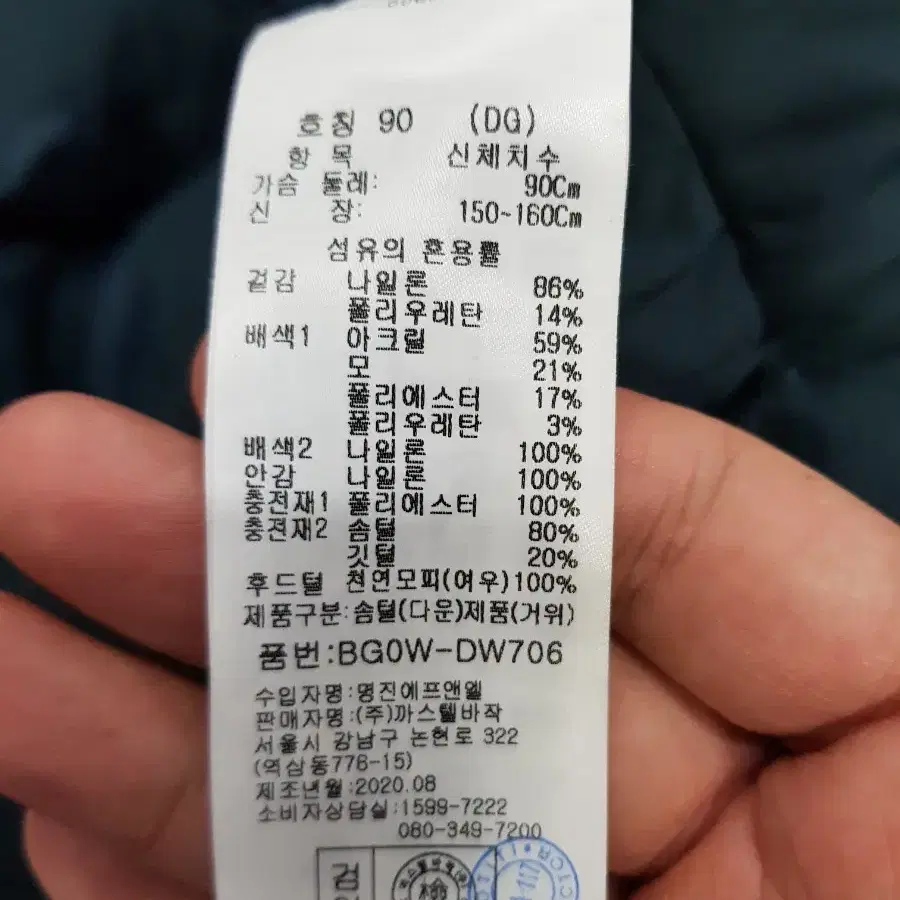 호칭 90 (DG)
항 목 신체치수
가슴 둘레: 90Cm
신 장: 150~160Cm
섬유의 혼용률
겉감 나일론 86%
폴리우레탄 14%
배색1 아크릴 59%
모 21%
폴리에스터 17%
폴리우레탄 3%
배색2 나일론 100%
안감 나일론 100%
충전재1 폴리에스터 100%
충전재2 솜털 80%
깃털 20%
후드털 천연모피(여우)100%
제품구분:솜털(다운)제품(거위)
품번:BG0W-DW706
수입자명:명진에프앤엘
판매자명:(주)까스텔바작
서울시 강남구 논현로 322
(역삼동776-15)
제조년월:2020.08
소비자상담실:1599-7222
080-349-7200
검